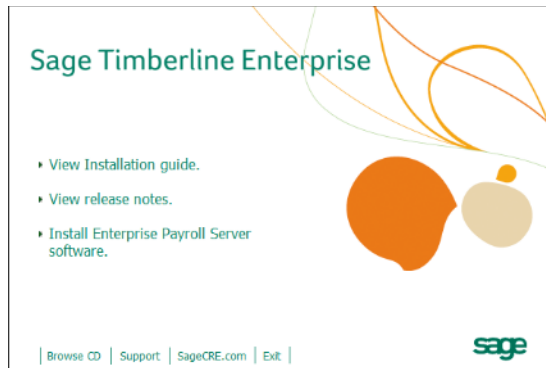 Sage Timberline Enterprise
View Installation guide.
View release notes.
Install Enterprise Payroll Server
software.
Browse CD | Support | SageCRE.com | Exit |
sage